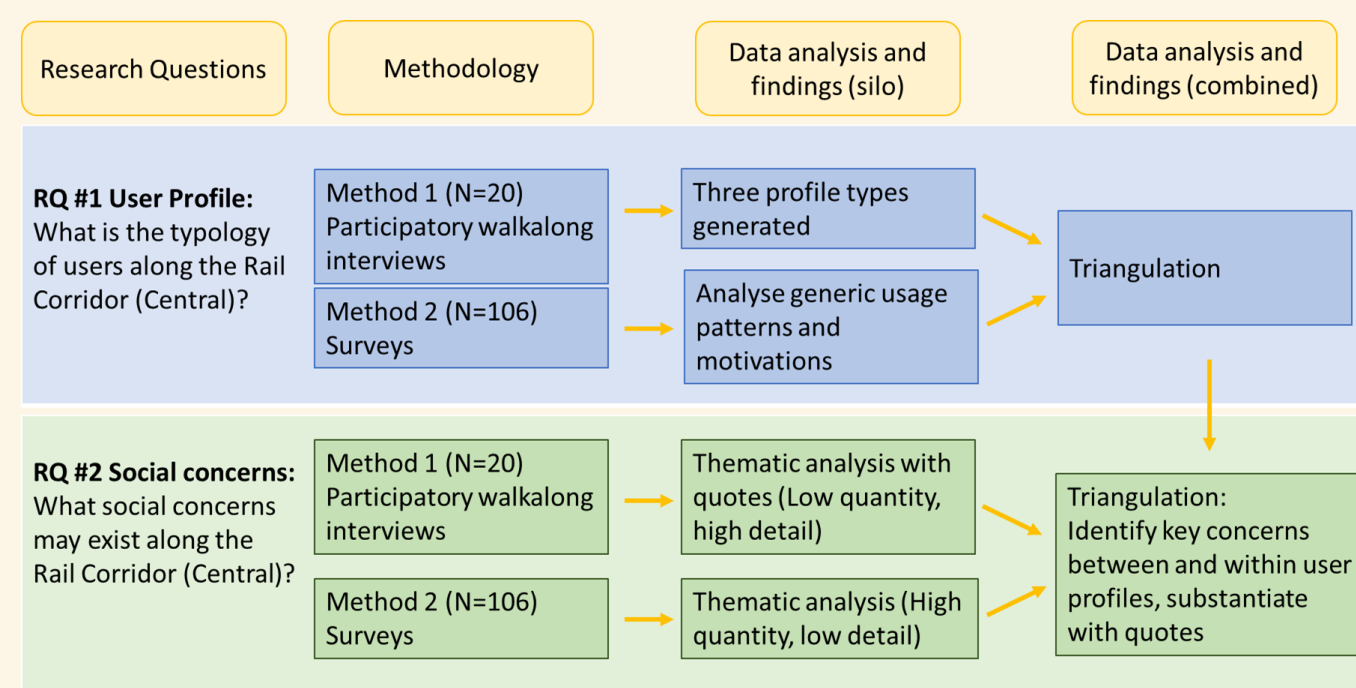 Research Questions
Methodology
Data analysis and
findings (silo)
Data analysis and
findings (combined)
RQ #1 User Profile:
What is the typology
of users along the Rail
Corridor (Central)?
Method 1 (N=20)
Participatory walkalong
interviews
Method 2 (N=106)
Surveys
Three profile types
generated
Analyse generic usage
patterns and
motivations
Triangulation
RQ #2 Social concerns:
What social concerns
may exist along the
Rail Corridor (Central)?
Method 1 (N=20)
Participatory walkalong
interviews
Method 2 (N=106)
Surveys
Thematic analysis with
quotes (Low quantity,
high detail)
Thematic analysis (High
quantity, low detail)
Triangulation:
Identify key concerns
between and within user
profiles, substantiate
with quotes